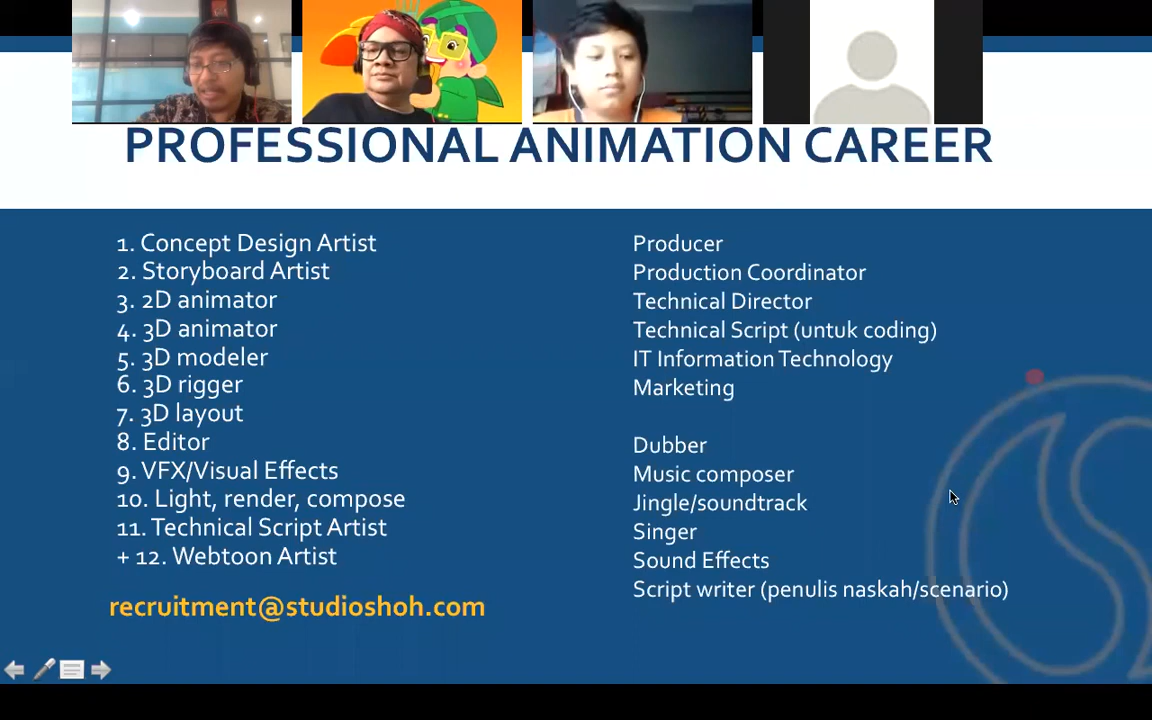 PROFESSIONAL ANIMATION CAREER
1. Concept Design Artist
2. Storyboard Artist
3. 2D animator
4. 3D animator
5. 3D modeler
6. 3D rigger
7. 3D layout
8. Editor
9. VFX/Visual Effects
10. Light, render, compose
11. Technical Script Artist
+ 12. Webtoon Artist
recruitment@studioshoh.com
Producer
Production Coordinator
Technical Director
Technical Script (untuk coding)
IT Information Technology
Marketing
Dubber
Music composer
Jingle/soundtrack
Singer
Sound Effects
Script writer (penulis naskah/scenario)